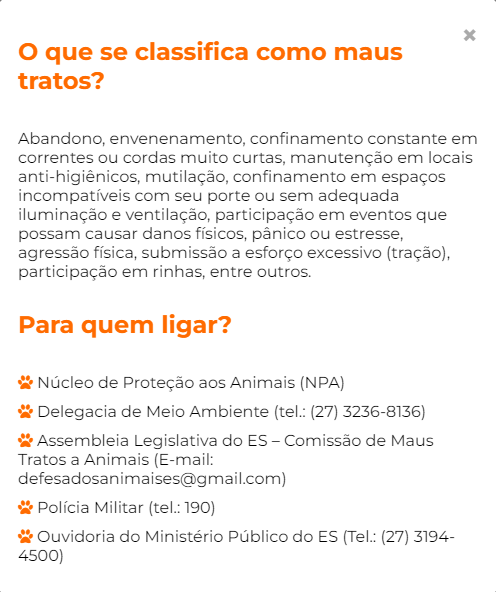 O que se classifica como maus
tratos?
Abandono, envenenamento, confinamento constante em
correntes ou cordas muito curtas, manutenção em locais
anti-higiênicos, mutilação, confinamento em espaços
incompatíveis com seu porte ou sem adequada
iluminação e ventilação, participação em eventos que
possam causar danos físicos, pânico ou estresse,
agressão física, submissão a esforço excessivo (tração),
participação em rinhas, entre outros.
Para quem ligar?
Núcleo de Proteção aos Animais (NPA)
Delegacia de Meio Ambiente (tel.: (27) 3236-8136)
Assembleia Legislativa do ES – Comissão de Maus
Tratos a Animais (E-mail:
defesadosanimaises@gmail.com)
Polícia Militar (tel.: 190)
Ouvidoria do Ministério Público do ES (Tel.: (27) 3194-
4500)